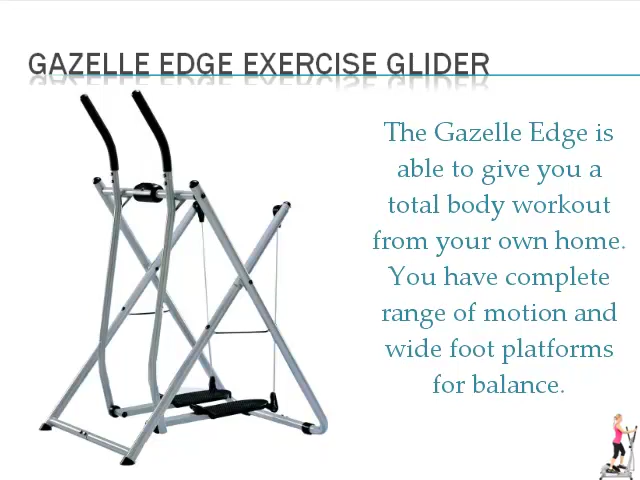 GAZELLE EDGE EXERCISE GLIDER
The Gazelle Edge is
able to give you a
total body workout
from your own home.
You have complete
range of motion and
wide foot platforms
for balance.